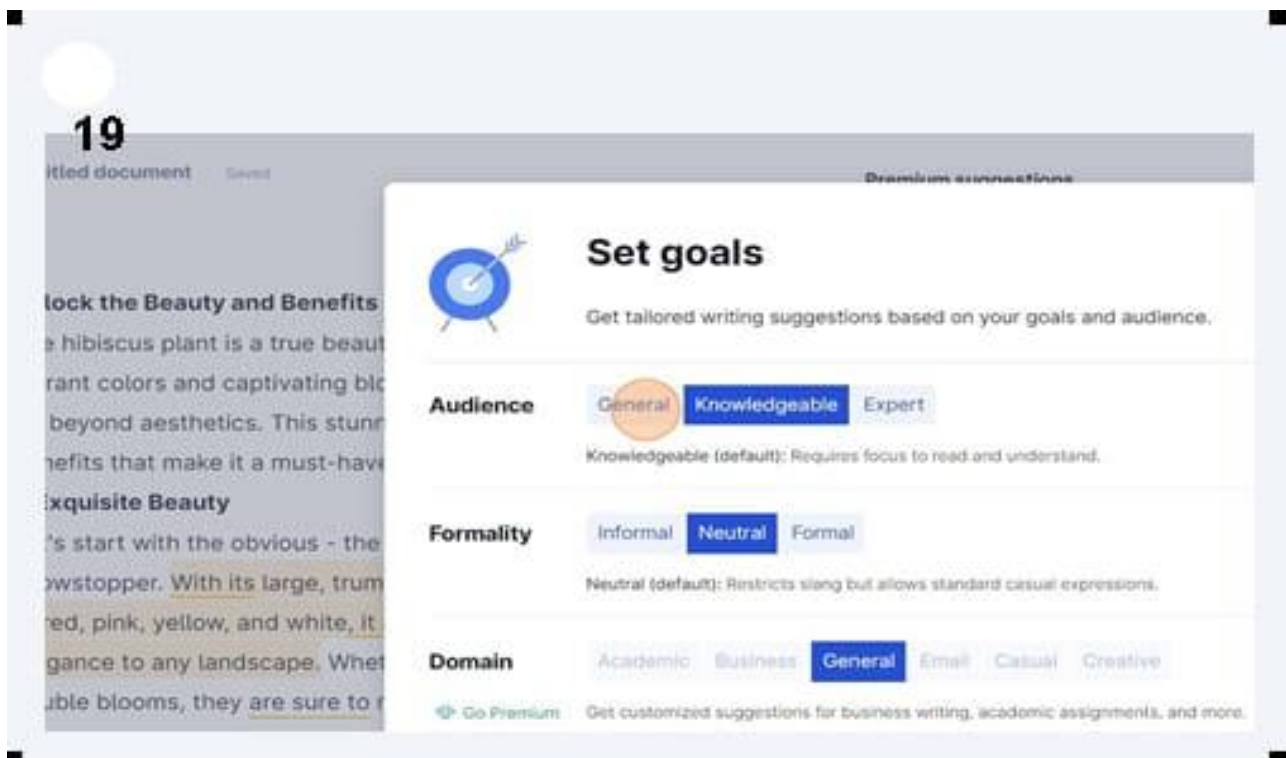 19
itled document Saved
Premium suggestions
Set goals
Get tailored writing suggestions based on your goals and audience.
lock the Beauty and Benefits
e hibiscus plant is a true beaut
rant colors and captivating blo
beyond aesthetics. This stunn
nefits that make it a must-have
Exquisite Beauty
's start with the obvious - the
owstopper. With its large, trum
red, pink, yellow, and white, it
gance to any landscape. Whet
uble blooms, they are sure to r
Audience General Knowledgeable Expert
Knowledgeable (default): Requires focus to read and understand.
Formality Informal Neutral Formal
Neutral (default): Restricts slang but allows standard casual expressions.
Domain Academic Business General Email Casual Creative
Go Premium Get customized suggestions for business writing, academic assignments, and more.